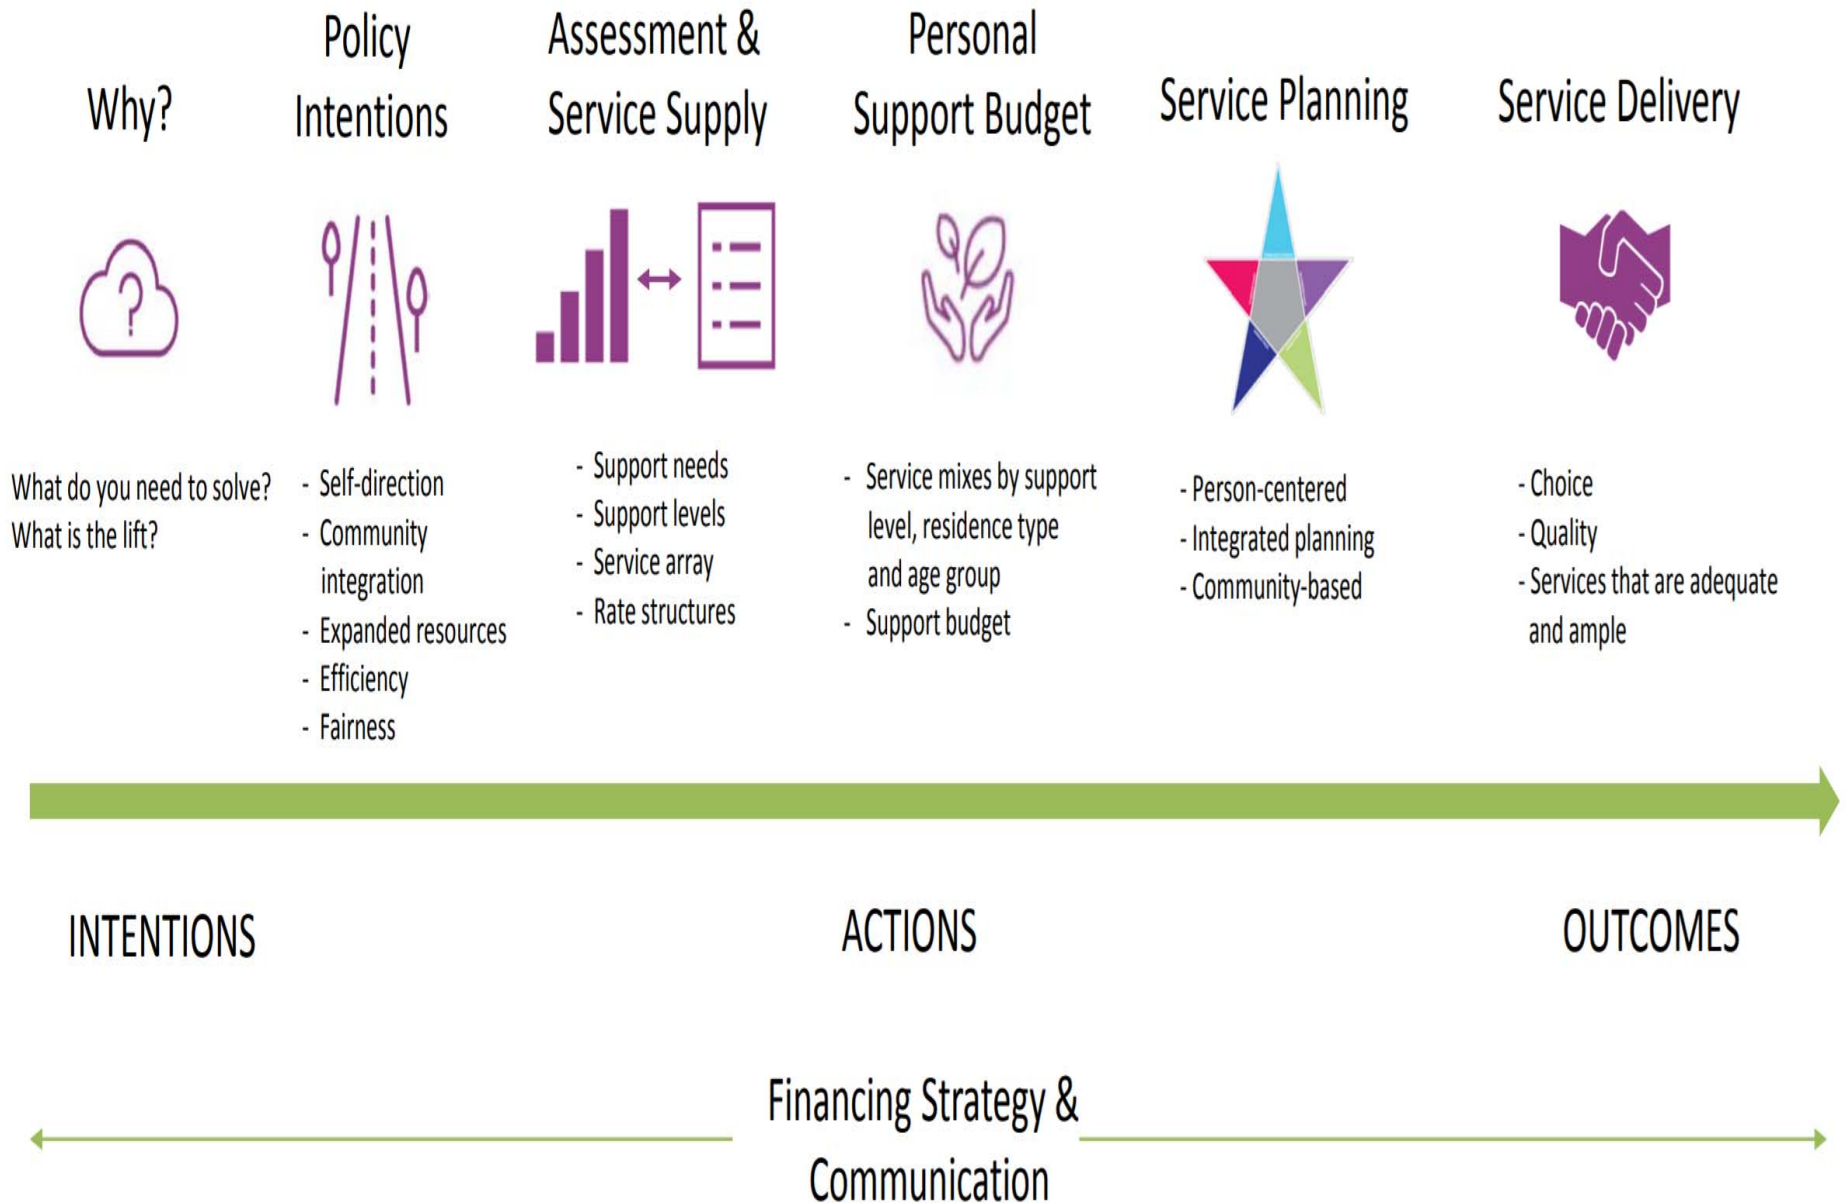 Why?
Policy
Intentions
Assessment &
Service Supply
Personal
Support Budget
Service Planning
Service Delivery
?
What do you need to solve?
What is the lift?
- Self-direction
- Community
integration
- Expanded resources
- Efficiency
- Fairness
- Support needs
- Support levels
- Service array
- Rate structures
- Service mixes by support
level, residence type
and age group
- Support budget
- Person-centered
- Integrated planning
- Community-based
- Choice
- Quality
- Services that are adequate
and ample
INTENTIONS
ACTIONS
OUTCOMES
Financing Strategy &
Communication